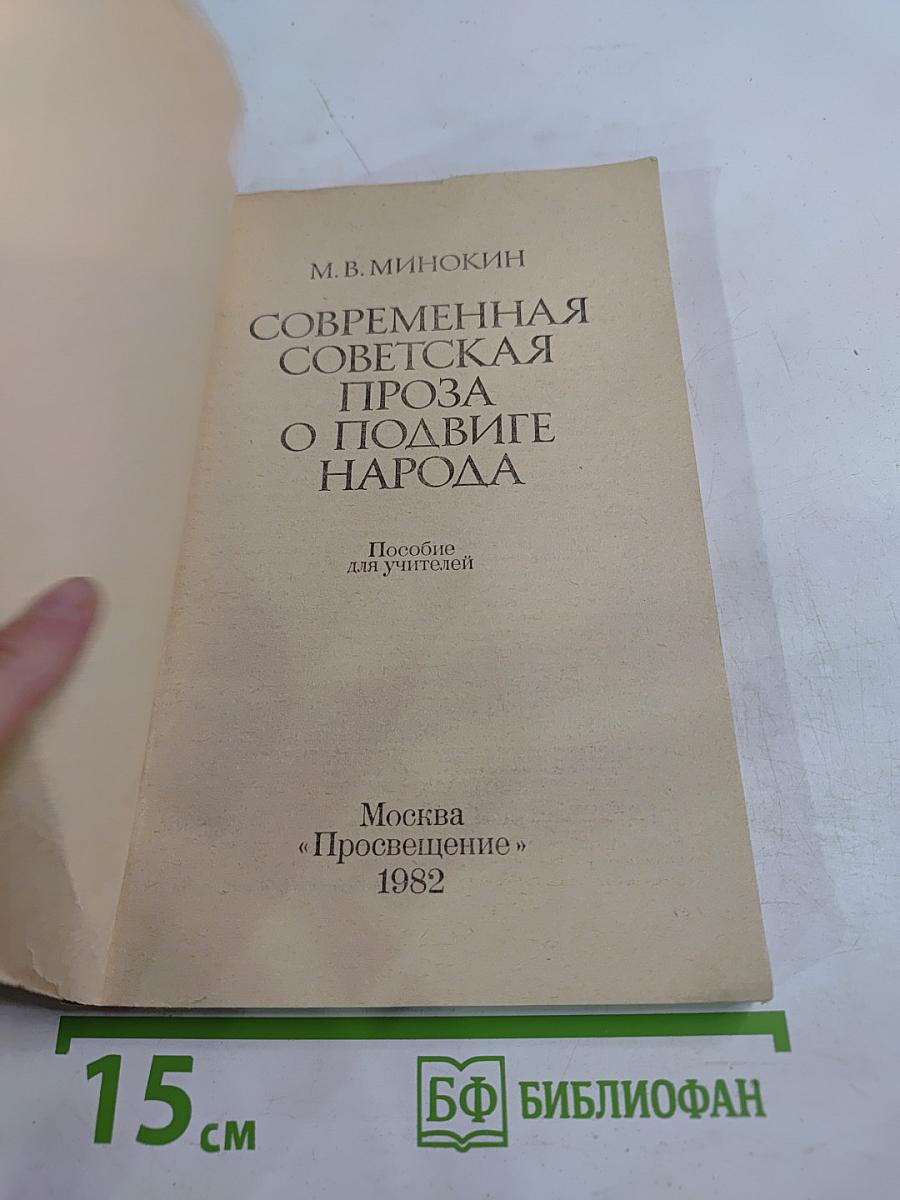 М. В. МИНОКИН
СОВРЕМЕННАЯ
СОВЕТСКАЯ
ПРОЗА
О ПОДВИГЕ
НАРОДА
Пособие
для учителей
Москва
«Просвещение»
1982
15 см
БФ БИБЛИОФАН